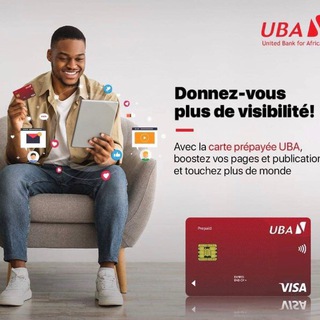 UBA
United Bank for Africa
Donnez-vous
plus de visibilité!
Avec la carte prépayée UBA,
boostez vos pages et publication
et touchez plus de monde
Prepaid
UBA
VISA